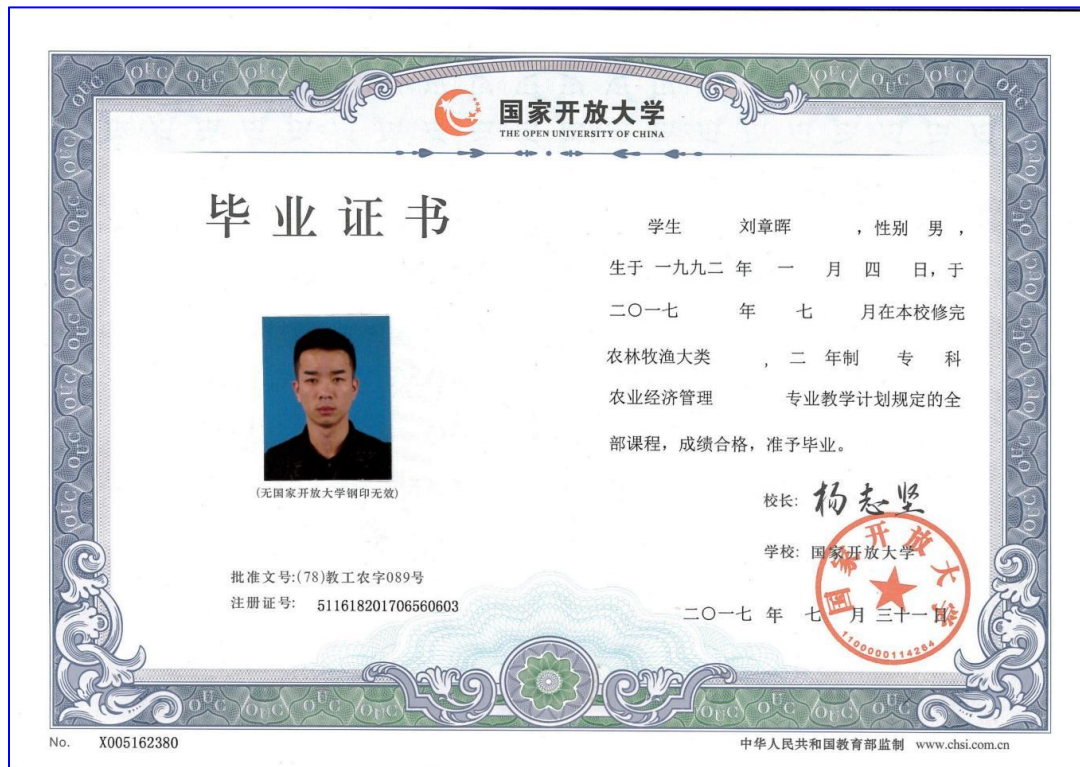 国家开放大学
THE OPEN UNIVERSITY OF CHINA
毕业证书
(无国家开放大学钢印无效)
批准文号:(78)教工农字089号
注册证号: 511618201706560603
学生 刘章晖 ，性别 男 ，
生于 一九九二 年 一 月 四 日，于
二〇一七 年 七 月在本校修完
农林牧渔大类 ，二 年制 专 科
农业经济管理 专业教学计划规定的全
部课程，成绩合格，准予毕业。
校长: 杨志坚
学校: 国家开放大学
二〇一七 年 七 月 三十一日
国家开放大学
1100000114264
No. X005162380
中华人民共和国教育部监制 www.chsi.com.cn
OUC